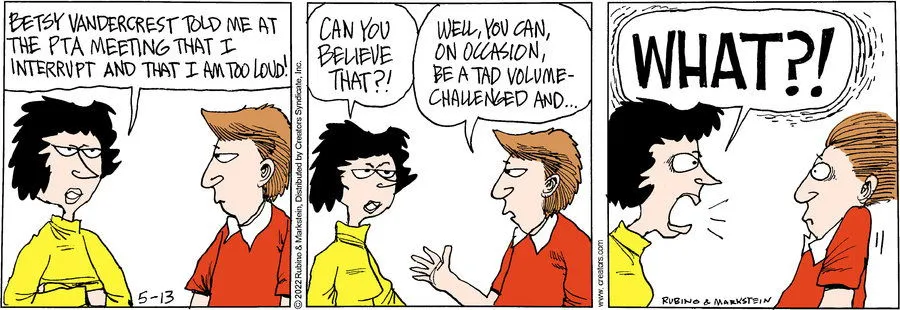 BETSY VANDERCREST TOLD ME AT
THE PTA MEETING THAT I
INTERRUPT AND THAT I AM TOO LOUD!
5-13
©2022 Rubino & Markstein, Distributed by Creators Syndicate, Inc.
CAN YOU
BELIEVE
THAT?!
WELL, YOU CAN,
ON OCCASION,
BE A TAD VOLUME-
CHALLENGED AND...
www.creators.com
WHAT?!
RUBINO & MARKSTEIN